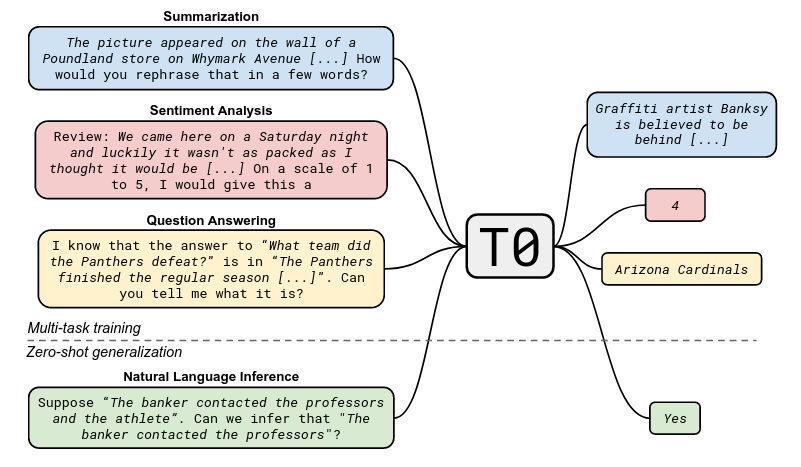 Summarization
The picture appeared on the wall of a
Poundland store on Whymark Avenue [...] How
would you rephrase that in a few words?
Sentiment Analysis
Review: We came here on a Saturday night
and luckily it wasn't as packed as I
thought it would be [...] On a scale of 1
to 5, I would give this a
Question Answering
I know that the answer to “What team did
the Panthers defeat?” is in “The Panthers
finished the regular season [...]”. Can
you tell me what it is?
Multi-task training
Zero-shot generalization
Natural Language Inference
Suppose “The banker contacted the professors
and the athlete”. Can we infer that "The
banker contacted the professors"?
T0
Graffiti artist Banksy
is believed to be
behind [...]
4
Arizona Cardinals
Yes